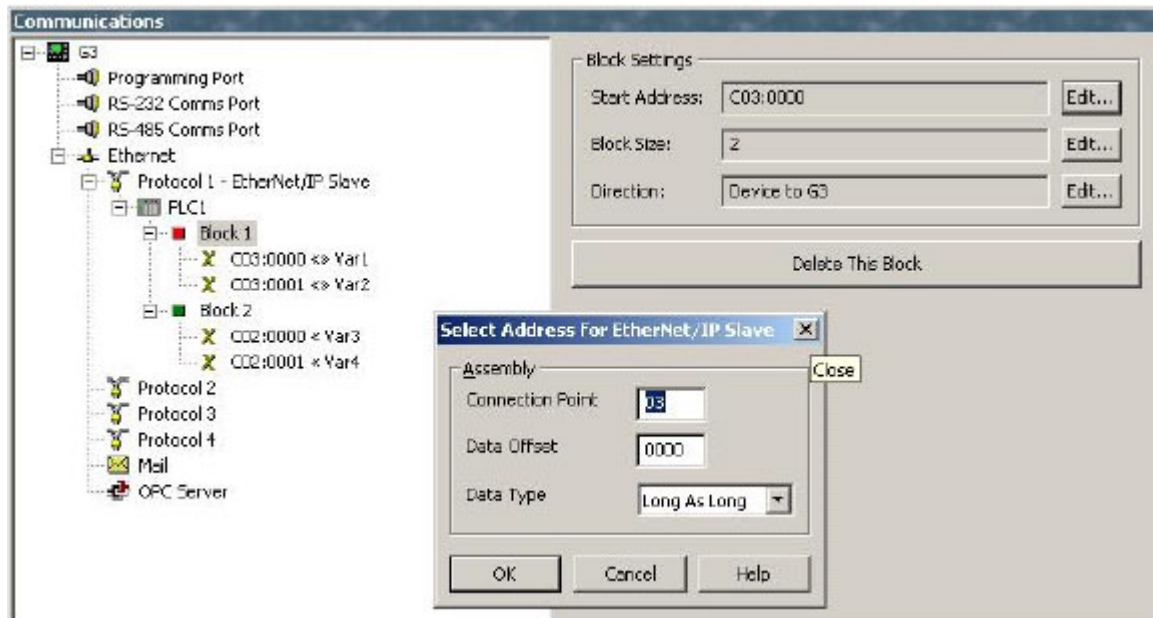 Communications
G3
Programming Port
RS-232 Comms Port
RS-485 Comms Port
Ethernet
Protocol 1 - EtherNet/IP Slave
PLC1
Block 1
C03:0000 <> Var1
C03:0001 <> Var2
Block 2
C02:0000 < Var3
C02:0001 < Var4
Protocol 2
Protocol 3
Protocol 4
Mail
OPC Server
Block Settings
Start Address: C03:0000 Edit...
Block Size: 2 Edit...
Direction: Device to G3 Edit...
Delete This Block
Select Address For EtherNet/IP Slave
Close
Assembly
Connection Point 03
Data Offset 0000
Data Type Long As Long
OK Cancel Help